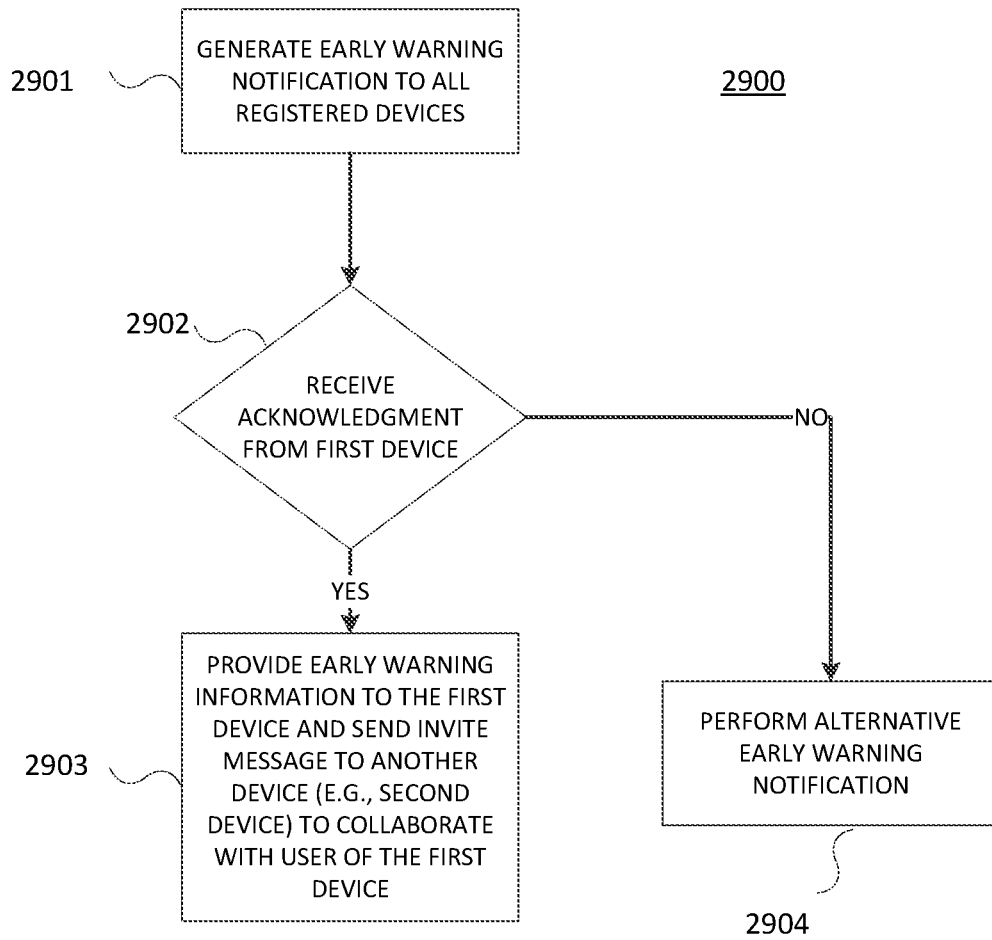 GENERATE EARLY WARNING
NOTIFICATION TO ALL
REGISTERED DEVICES
2901
2900
2902
RECEIVE
ACKNOWLEDGMENT
FROM FIRST DEVICE
NO
YES
PROVIDE EARLY WARNING
INFORMATION TO THE FIRST
DEVICE AND SEND INVITE
MESSAGE TO ANOTHER
DEVICE (E.G., SECOND
DEVICE) TO COLLABORATE
WITH USER OF THE FIRST
DEVICE
2903
PERFORM ALTERNATIVE
EARLY WARNING
NOTIFICATION
2904